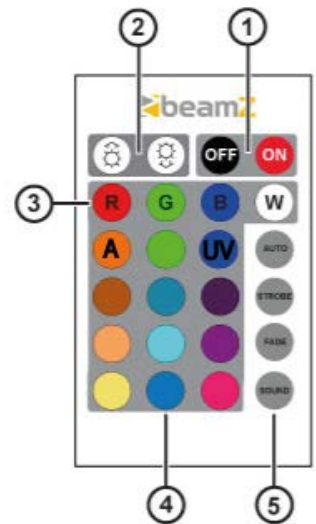 2 1
beamZ
OFF ON
3 R G B W
A UV AUTO
STROBE
FADE
SOUND
4 5